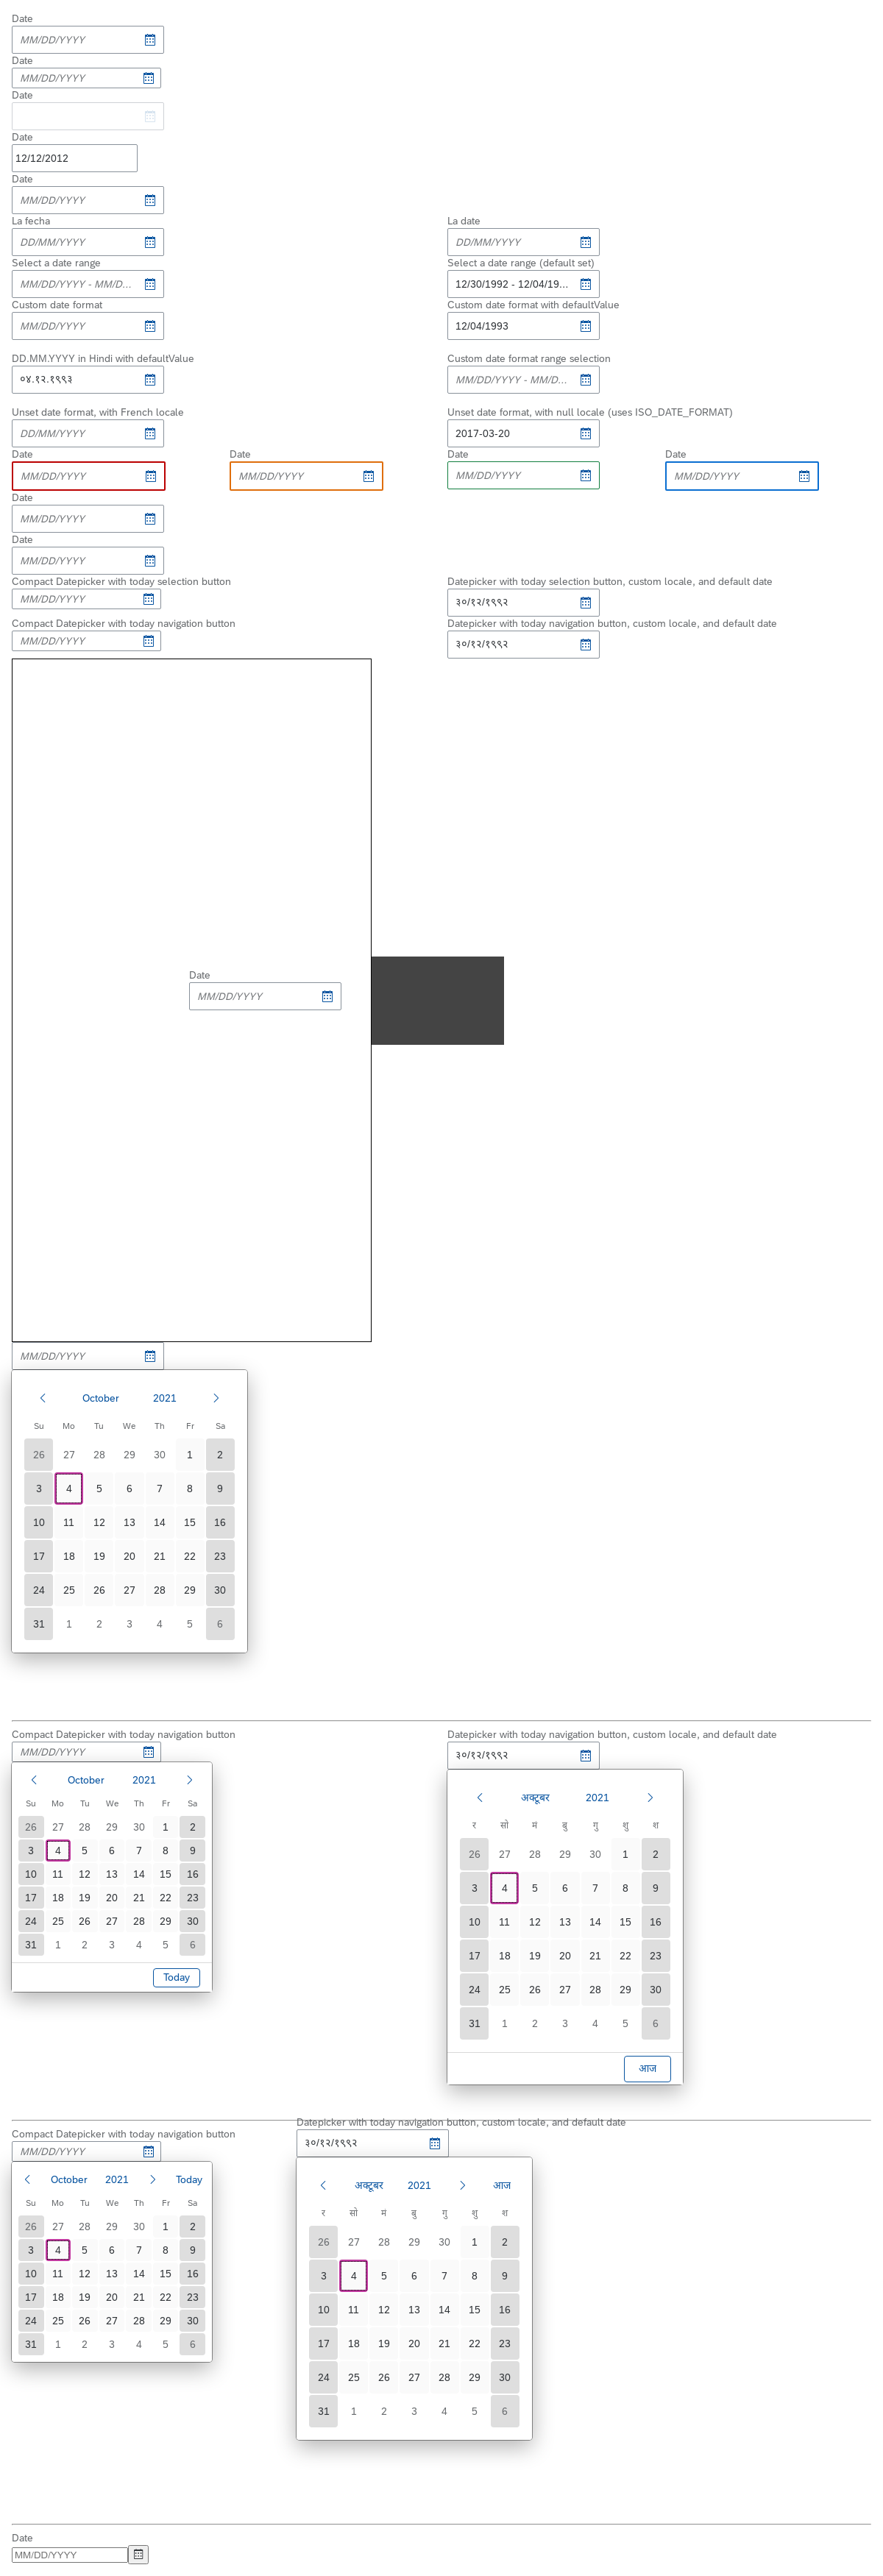 Date
MM/DD/YYYY
Date
MM/DD/YYYY
Date
Date
12/12/2012
Date
MM/DD/YYYY
La fecha
La date
DD/MM/YYYY
DD/MM/YYYY
Select a date range
Select a date range (default set)
MM/DD/YYYY - MM/D...
12/30/1992 - 12/04/19...
Custom date format
Custom date format with defaultValue
MM/DD/YYYY
12/04/1993
DD.MM.YYYY in Hindi with defaultValue
Custom date format range selection
०४.१२.१९९३
MM/DD/YYYY - MM/D...
Unset date format, with French locale
Unset date format, with null locale (uses ISO_DATE_FORMAT)
DD/MM/YYYY
2017-03-20
Date
Date
Date
Date
MM/DD/YYYY
MM/DD/YYYY
MM/DD/YYYY
MM/DD/YYYY
Date
MM/DD/YYYY
Date
MM/DD/YYYY
Compact Datepicker with today selection button
Datepicker with today selection button, custom locale, and default date
MM/DD/YYYY
३०/१२/१९९२
Compact Datepicker with today navigation button
Datepicker with today navigation button, custom locale, and default date
MM/DD/YYYY
३०/१२/१९९२
Date
MM/DD/YYYY
MM/DD/YYYY
October 2021
Su Mo Tu We Th Fr Sa
26 27 28 29 30 1 2
3 4 5 6 7 8 9
10 11 12 13 14 15 16
17 18 19 20 21 22 23
24 25 26 27 28 29 30
31 1 2 3 4 5 6
Compact Datepicker with today navigation button
MM/DD/YYYY
October 2021
Su Mo Tu We Th Fr Sa
26 27 28 29 30 1 2
3 4 5 6 7 8 9
10 11 12 13 14 15 16
17 18 19 20 21 22 23
24 25 26 27 28 29 30
31 1 2 3 4 5 6
Today
Datepicker with today navigation button, custom locale, and default date
३०/१२/१९९२
अक्टूबर 2021
र सो मं बु गु शु श
26 27 28 29 30 1 2
3 4 5 6 7 8 9
10 11 12 13 14 15 16
17 18 19 20 21 22 23
24 25 26 27 28 29 30
31 1 2 3 4 5 6
आज
Compact Datepicker with today navigation button
MM/DD/YYYY
October 2021 Today
Su Mo Tu We Th Fr Sa
26 27 28 29 30 1 2
3 4 5 6 7 8 9
10 11 12 13 14 15 16
17 18 19 20 21 22 23
24 25 26 27 28 29 30
31 1 2 3 4 5 6
Datepicker with today navigation button, custom locale, and default date
३०/१२/१९९२
अक्टूबर 2021 आज
र सो मं बु गु शु श
26 27 28 29 30 1 2
3 4 5 6 7 8 9
10 11 12 13 14 15 16
17 18 19 20 21 22 23
24 25 26 27 28 29 30
31 1 2 3 4 5 6
Date
MM/DD/YYYY